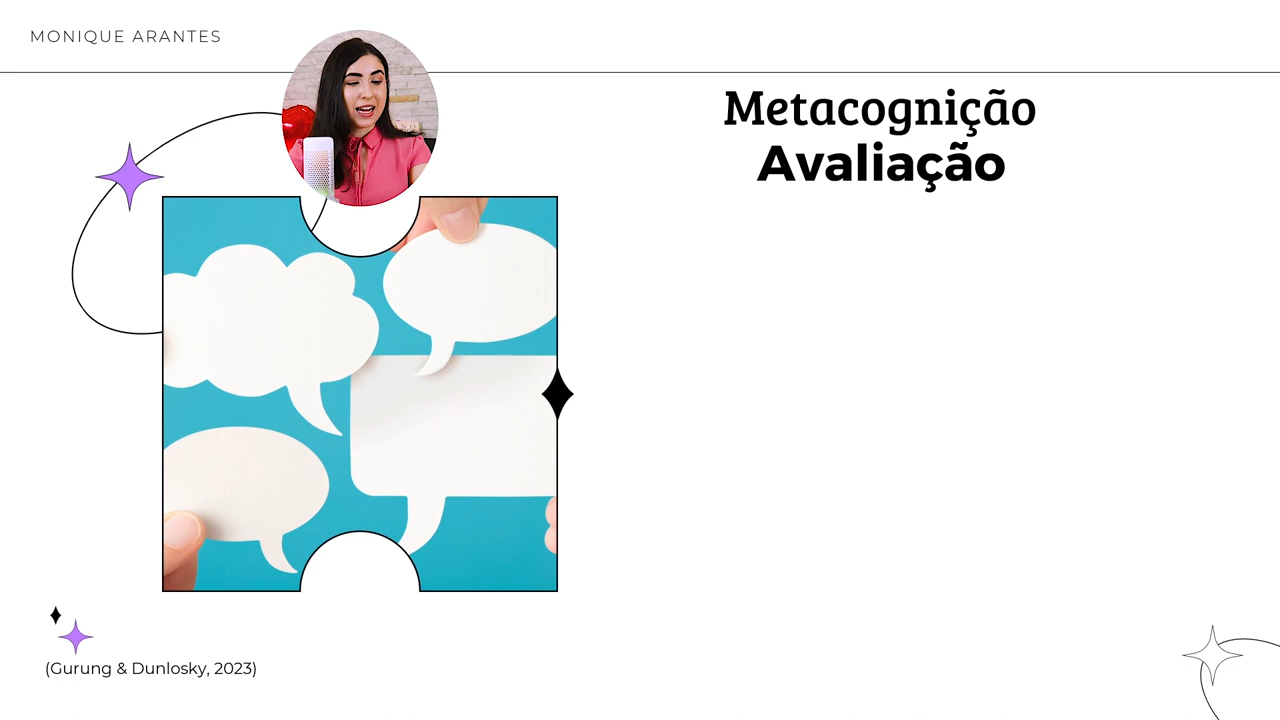 MONIQUE ARANTES
Metacognição
Avaliação
(Gurung & Dunlosky, 2023)